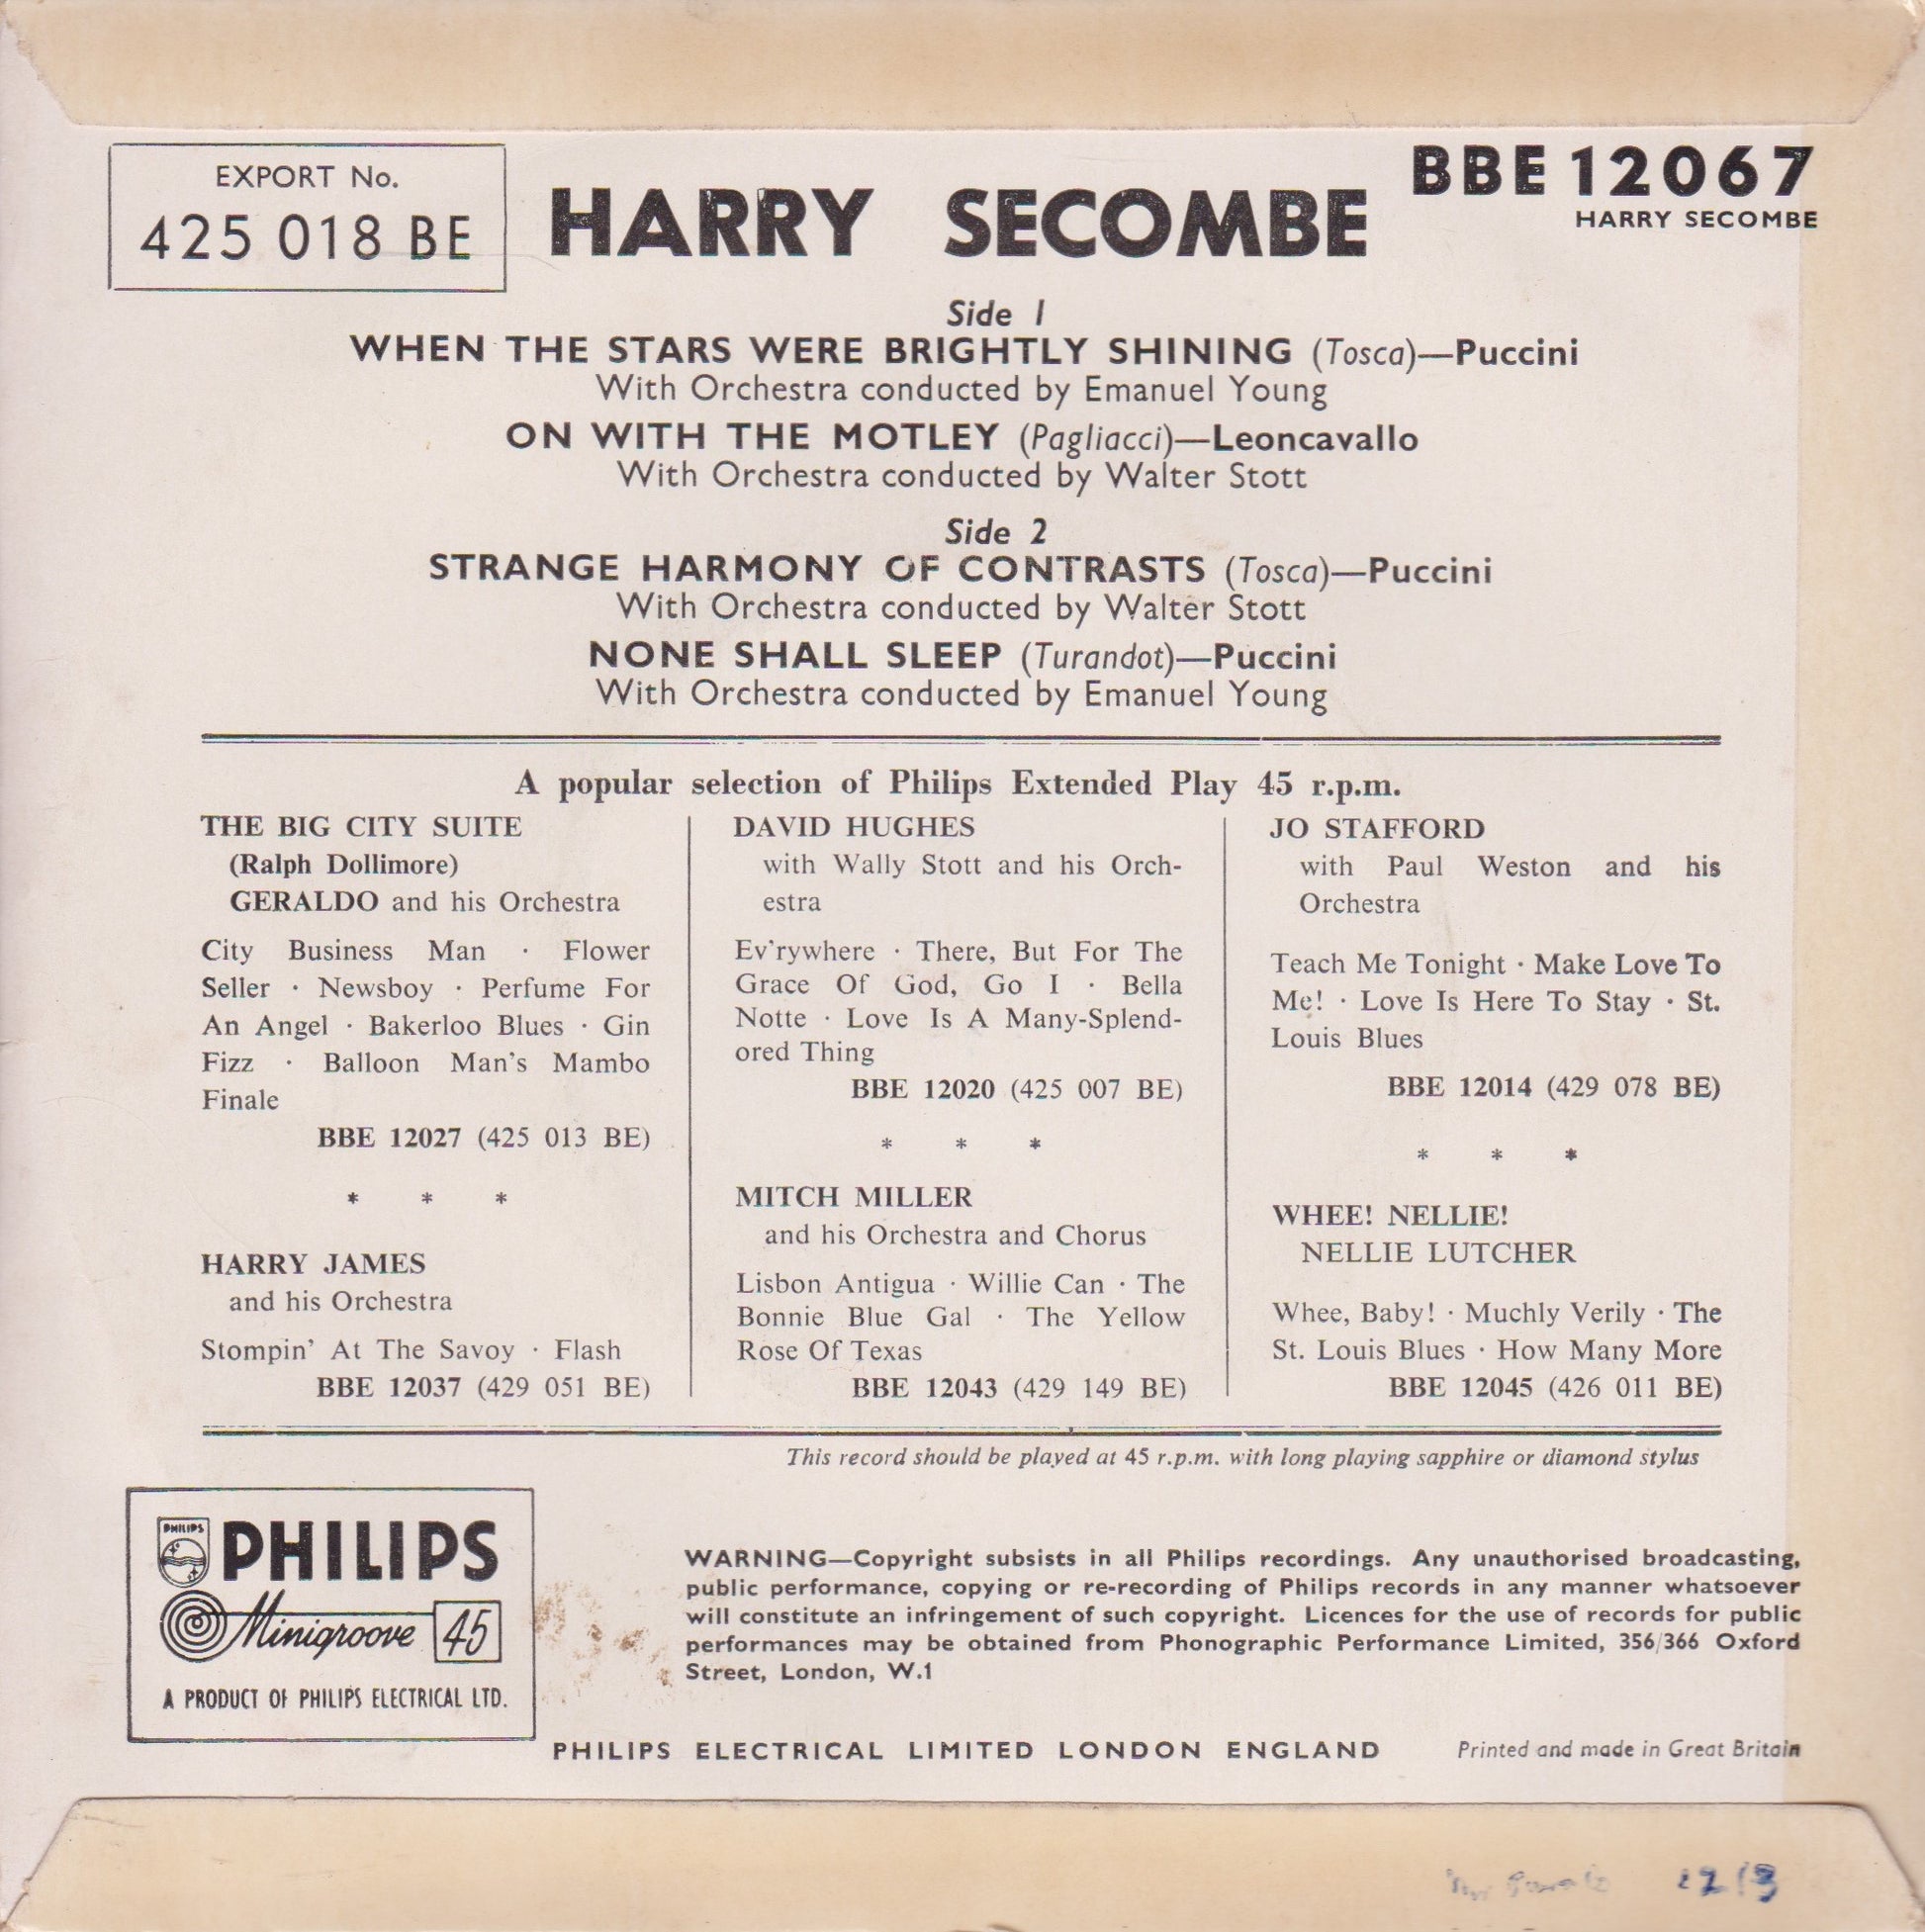 EXPORT No.
425 018 BE
HARRY SECOMBE
BBE 12067
HARRY SECOMBE
Side 1
WHEN THE STARS WERE BRIGHTLY SHINING (Tosca)—Puccini
With Orchestra conducted by Emanuel Young
ON WITH THE MOTLEY (Pagliacci)—Leoncavallo
With Orchestra conducted by Walter Stott
Side 2
STRANGE HARMONY OF CONTRASTS (Tosca)—Puccini
With Orchestra conducted by Walter Stott
NONE SHALL SLEEP (Turandot)—Puccini
With Orchestra conducted by Emanuel Young
A popular selection of Philips Extended Play 45 r.p.m.
THE BIG CITY SUITE
(Ralph Dollimore)
GERALDO and his Orchestra
City Business Man · Flower
Seller · Newsboy · Perfume For
An Angel · Bakerloo Blues · Gin
Fizz · Balloon Man's Mambo
Finale
BBE 12027 (425 013 BE)
* * *
HARRY JAMES
and his Orchestra
Stompin' At The Savoy · Flash
BBE 12037 (429 051 BE)
DAVID HUGHES
with Wally Stott and his Orch-
estra
Ev'rywhere · There, But For The
Grace Of God, Go I · Bella
Notte · Love Is A Many-Splend-
ored Thing
BBE 12020 (425 007 BE)
* * *
MITCH MILLER
and his Orchestra and Chorus
Lisbon Antigua · Willie Can · The
Bonnie Blue Gal · The Yellow
Rose Of Texas
BBE 12043 (429 149 BE)
JO STAFFORD
with Paul Weston and his
Orchestra
Teach Me Tonight · Make Love To
Me! · Love Is Here To Stay · St.
Louis Blues
BBE 12014 (429 078 BE)
* * *
WHEE! NELLIE!
NELLIE LUTCHER
Whee, Baby! · Muchly Verily · The
St. Louis Blues · How Many More
BBE 12045 (426 011 BE)
This record should be played at 45 r.p.m. with long playing sapphire or diamond stylus
PHILIPS
PHILIPS
Minigroove 45
A PRODUCT OF PHILIPS ELECTRICAL LTD.
WARNING—Copyright subsists in all Philips recordings. Any unauthorised broadcasting,
public performance, copying or re-recording of Philips records in any manner whatsoever
will constitute an infringement of such copyright. Licences for the use of records for public
performances may be obtained from Phonographic Performance Limited, 356/366 Oxford
Street, London, W.1
PHILIPS ELECTRICAL LIMITED LONDON ENGLAND
Printed and made in Great Britain